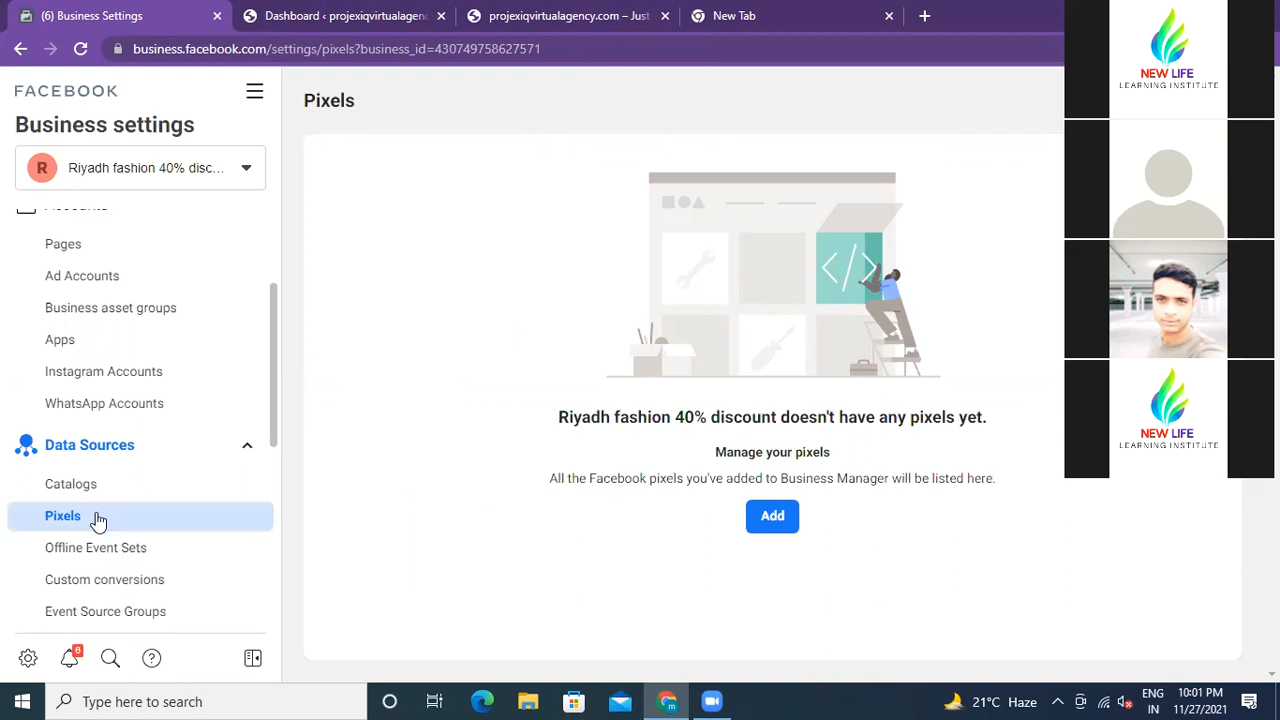 (6) Business Settings
Dashboard ‹ projexiqvirtualagenc
projexiqvirtualagency.com – Just
New Tab
business.facebook.com/settings/pixels?business_id=430749758627571
FACEBOOK
Business settings
R
Riyadh fashion 40% disc...
Accounts
Pages
Ad Accounts
Business asset groups
Apps
Instagram Accounts
WhatsApp Accounts
Data Sources
Catalogs
Pixels
Offline Event Sets
Custom conversions
Event Source Groups
6
Pixels
Riyadh fashion 40% discount doesn't have any pixels yet.
Manage your pixels
All the Facebook pixels you've added to Business Manager will be listed here.
Add
NEW LIFE
LEARNING INSTITUTE
NEW LIFE
LEARNING INSTITUTE
Type here to search
21°C Haze
ENG
IN
10:01 PM
11/27/2021